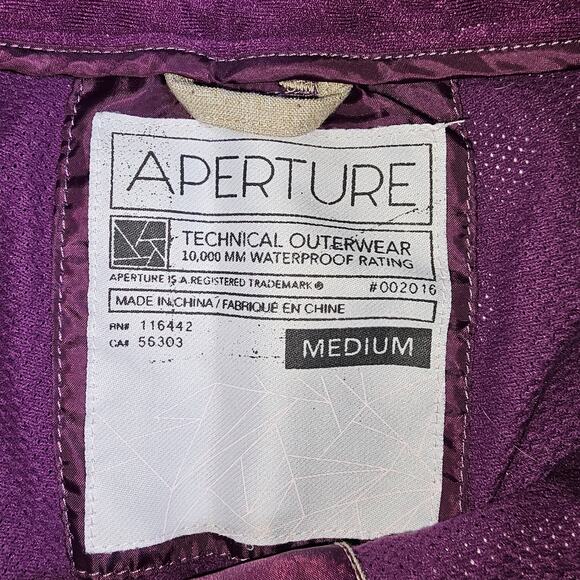 APERTURE
TECHNICAL OUTERWEAR
10,000 MM WATERPROOF RATING
APERTURE IS A REGISTERED TRADEMARK ® #002016
MADE IN CHINA / FABRIQUÉ EN CHINE
RN# 116442
CA# 56303
MEDIUM